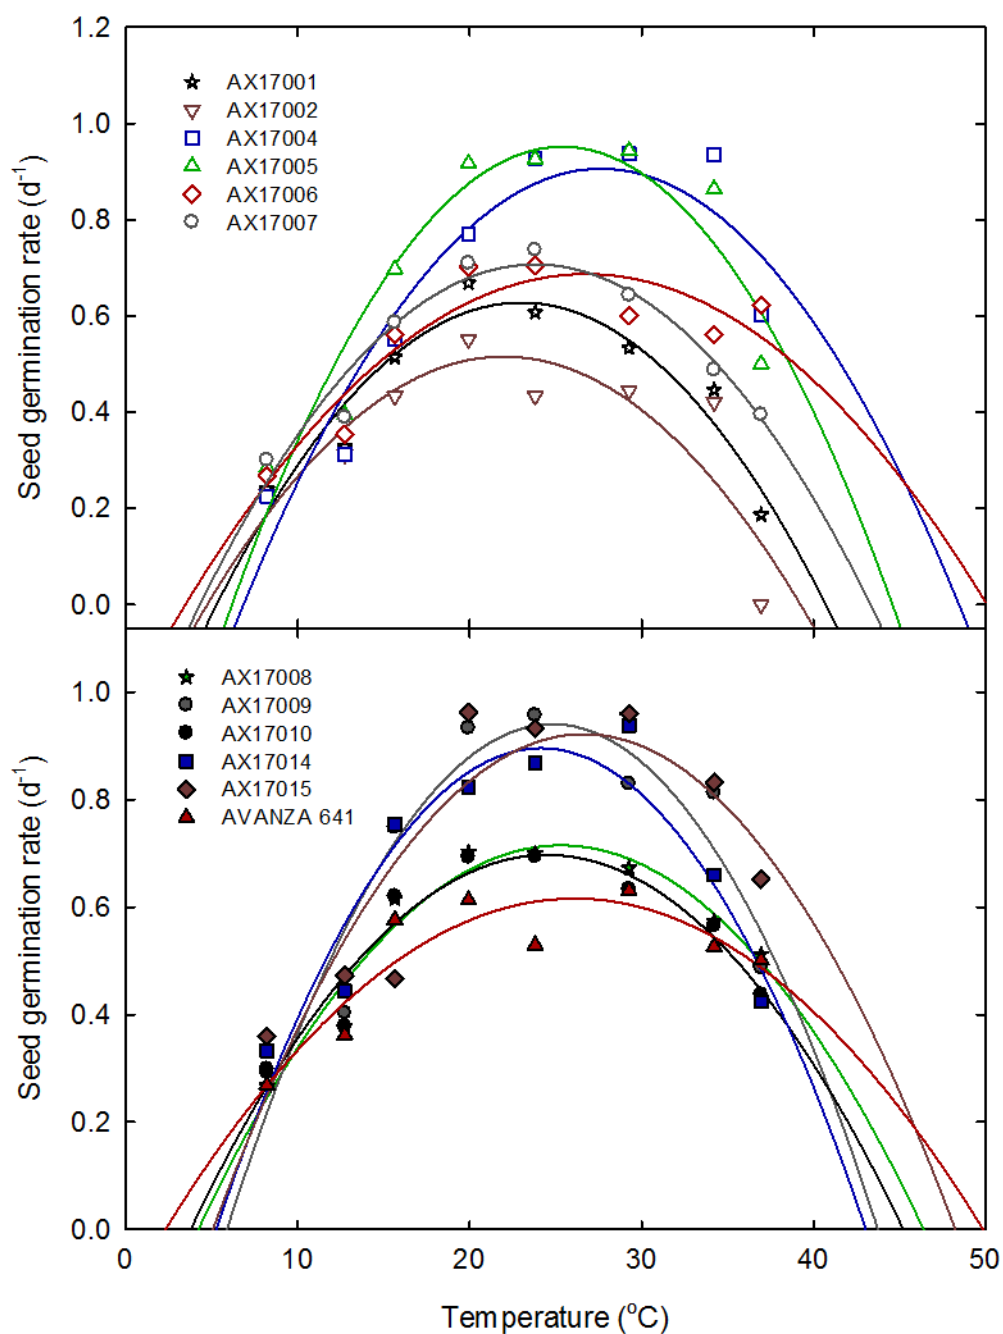 1.2
1.0
0.8
0.6
0.4
0.2
0.0
Seed germination rate (d⁻¹)
AX17001
AX17002
AX17004
AX17005
AX17006
AX17007
1.0
0.8
0.6
0.4
0.2
0.0
Seed germination rate (d⁻¹)
AX17008
AX17009
AX17010
AX17014
AX17015
AVANZA 641
0 10 20 30 40 50
Temperature (°C)